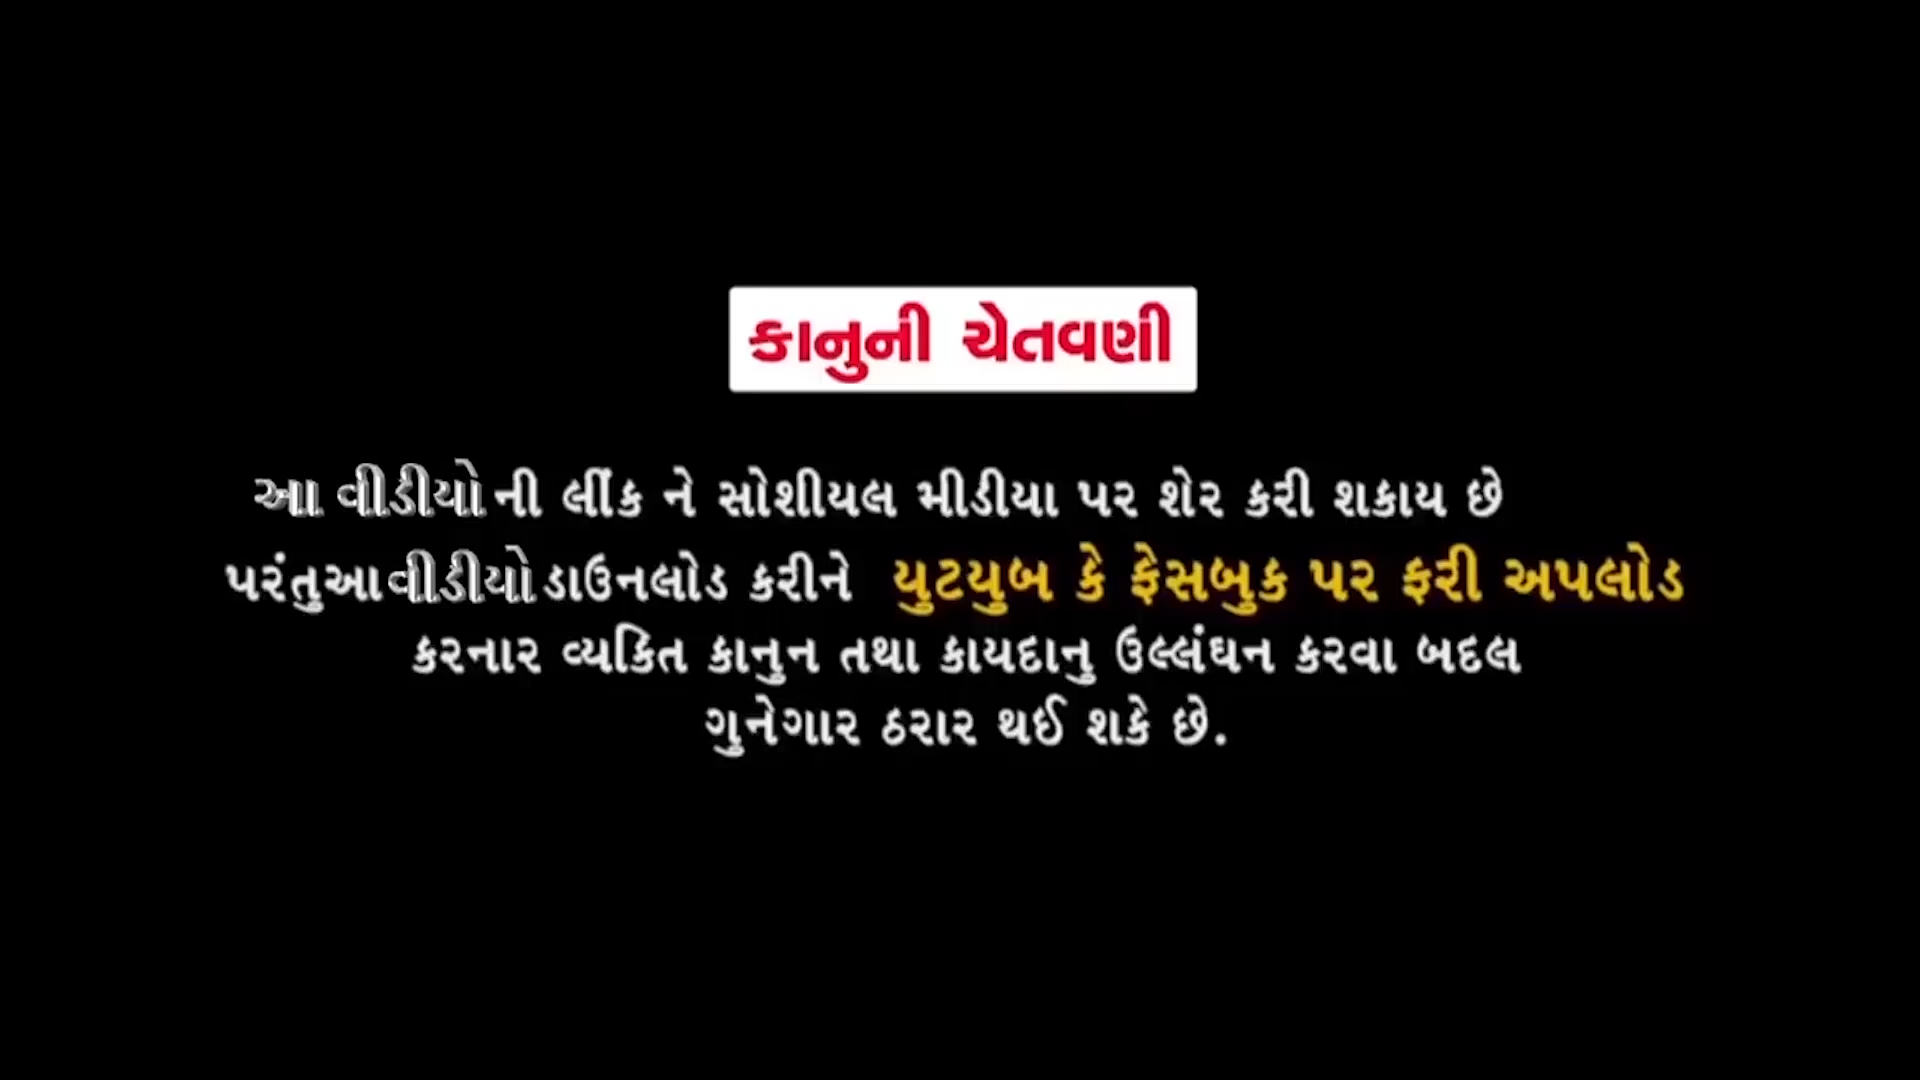 કાનુની ચેતવણી
આ વીડીયો ની લીંક ને સોશીયલ મીડીયા પર શેર કરી શકાય છે
પરંતુ આ વીડીયો ડાઉનલોડ કરીને યુટયુબ કે ફેસબુક પર ફરી અપલોડ
કરનાર વ્યકિત કાનુન તથા કાયદાનુ ઉલ્લંઘન કરવા બદલ
ગુનેગાર ઠરાર થઈ શકે છે.